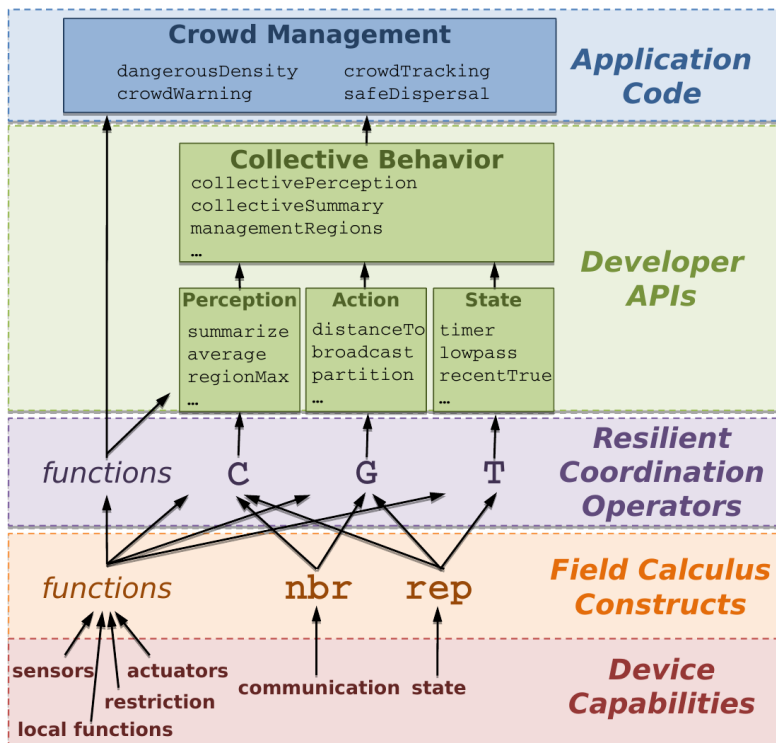 Crowd Management
dangerousDensity crowdTracking
crowdWarning safeDispersal
Application
Code
Collective Behavior
collectivePerception
collectiveSummary
managementRegions
…
Developer
APIs
Perception
summarize
average
regionMax
…
Action
distanceTo
broadcast
partition
…
State
timer
lowpass
recentTrue
…
functions C G T
Resilient
Coordination
Operators
functions nbr rep
Field Calculus
Constructs
sensors actuators
restriction
local functions
communication state
Device
Capabilities